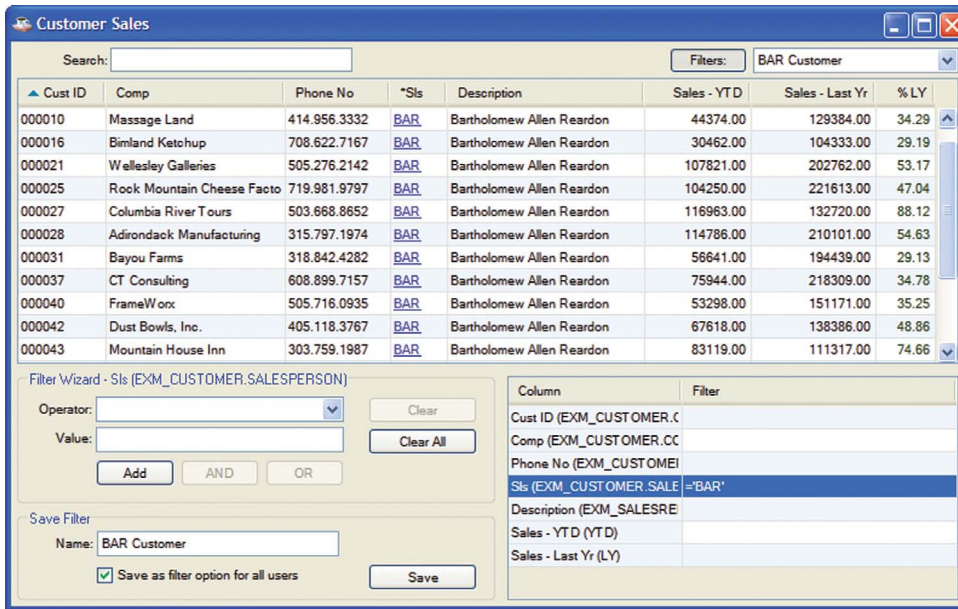 Customer Sales
Search: Filters: BAR Customer
Cust ID Comp Phone No *Sls Description Sales - YTD Sales - Last Yr % LY
000010 Massage Land 414.956.3332 BAR Bartholomew Allen Reardon 44374.00 129384.00 34.29
000016 Bimland Ketchup 708.622.7167 BAR Bartholomew Allen Reardon 30462.00 104333.00 29.19
000021 Wellesley Galleries 505.276.2142 BAR Bartholomew Allen Reardon 107821.00 202762.00 53.17
000025 Rock Mountain Cheese Facto 719.981.9797 BAR Bartholomew Allen Reardon 104250.00 221613.00 47.04
000027 Columbia River Tours 503.668.8652 BAR Bartholomew Allen Reardon 116963.00 132720.00 88.12
000028 Adirondack Manufacturing 315.797.1974 BAR Bartholomew Allen Reardon 114786.00 210101.00 54.63
000031 Bayou Farms 318.842.4282 BAR Bartholomew Allen Reardon 56641.00 194439.00 29.13
000037 CT Consulting 608.899.7157 BAR Bartholomew Allen Reardon 75944.00 218309.00 34.78
000040 FrameWorx 505.716.0935 BAR Bartholomew Allen Reardon 53298.00 151171.00 35.25
000042 Dust Bowls, Inc. 405.118.3767 BAR Bartholomew Allen Reardon 67618.00 138386.00 48.86
000043 Mountain House Inn 303.759.1987 BAR Bartholomew Allen Reardon 83119.00 111317.00 74.66
Filter Wizard - Sls (EXM_CUSTOMER.SALESPERSON)
Operator: Clear
Value: Clear All
Add AND OR
Save Filter
Name: BAR Customer
Save as filter option for all users Save
Column Filter
Cust ID (EXM_CUSTOMER.C
Comp (EXM_CUSTOMER.CC
Phone No (EXM_CUSTOMEI
Sls (EXM_CUSTOMER.SALE ='BAR'
Description (EXM_SALESRE
Sales - YTD (YTD)
Sales - Last Yr (LY)